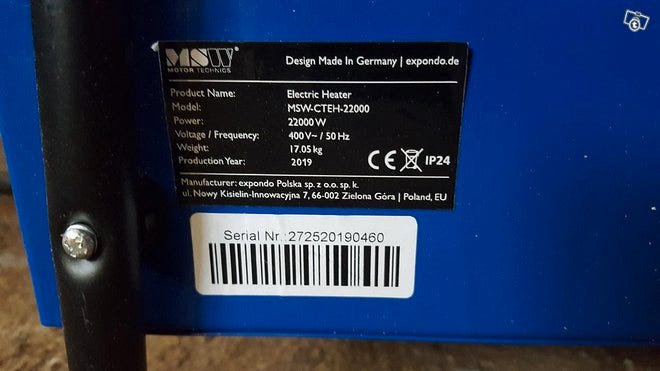 MSW
MOTOR TECHNICS
Design Made In Germany | expondo.de
Product Name: Electric Heater
Model: MSW-CTEH-22000
Power: 22000 W
Voltage / Frequency: 400 V~ / 50 Hz
Weight: 17.05 kg
Production Year: 2019
CE IP24
Manufacturer: expondo Polska sp. z o.o. sp. k.
ul. Nowy Kisielin-Innowacyjna 7, 66-002 Zielona Góra | Poland, EU
Serial Nr.:272520190460